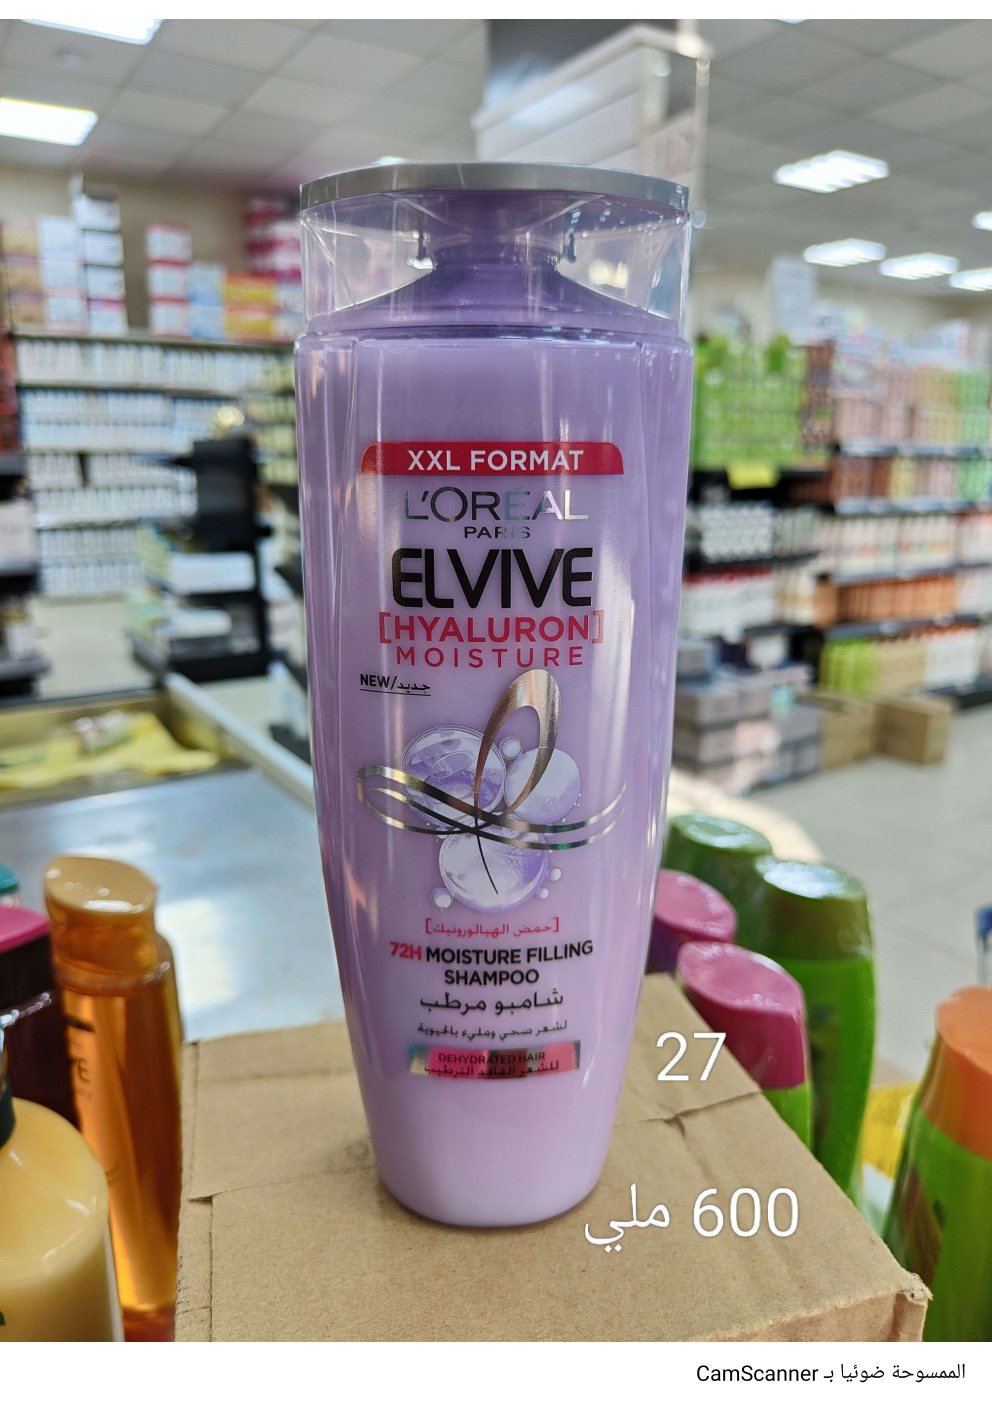 XXL FORMAT
L'ORÉAL
PARIS
ELVIVE
[HYALURON]
MOISTURE
NEW/جديد
[حمض الهيالورونيك]
72H MOISTURE FILLING
SHAMPOO
شامبو مرطب
لشعر صحي ومليء بالحيوية
DEHYDRATED HAIR
للشعر الفاقد الترطيب
27
600 ملي
الممسوحة ضوئيا بـ CamScanner